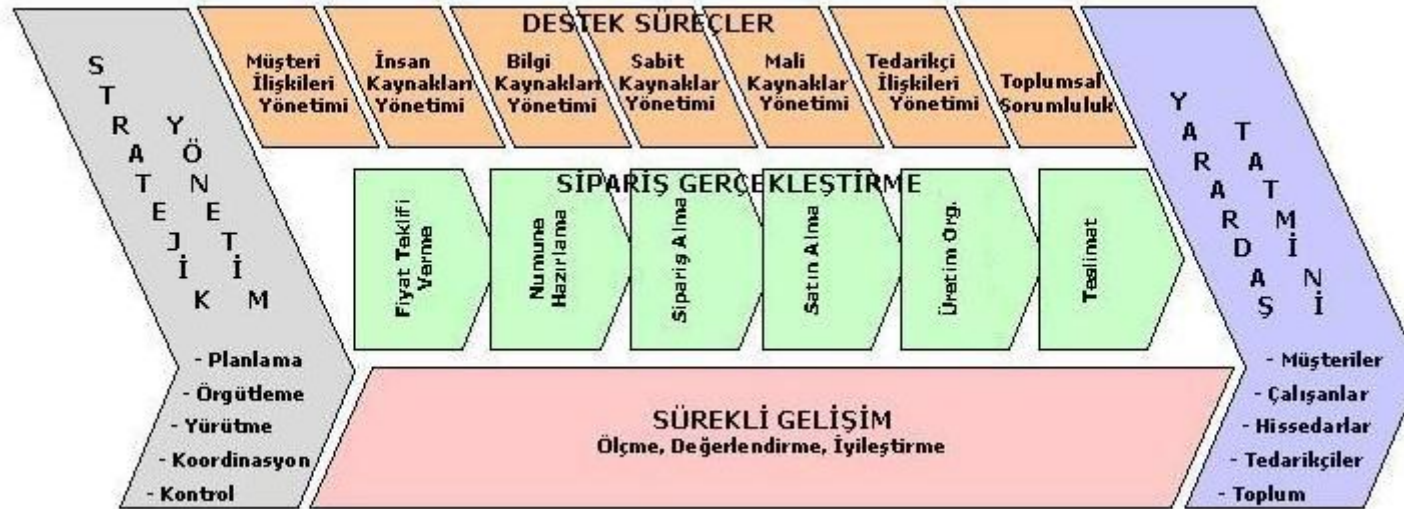 STRATEJİK
YÖNETİM
- Planlama
- Örgütleme
- Yürütme
- Koordinasyon
- Kontrol
DESTEK SÜREÇLER
Müşteri
İlişkileri
Yönetimi
İnsan
Kaynakları
Yönetimi
Bilgi
Kaynakları
Yönetimi
Sabit
Kaynaklar
Yönetimi
Mali
Kaynaklar
Yönetimi
Tedarikçi
İlişkileri
Yönetimi
Toplumsal
Sorumluluk
SİPARİŞ GERÇEKLEŞTİRME
Fiyat Teklifi
Verme
Numune
Hazırlama
Sipariş Alma
Satın Alma
Üretim Org.
Teslimat
SÜREKLİ GELİŞİM
Ölçme, Değerlendirme, İyileştirme
YARARDAŞ
TATMİNİ
- Müşteriler
- Çalışanlar
- Hissedarlar
- Tedarikçiler
- Toplum